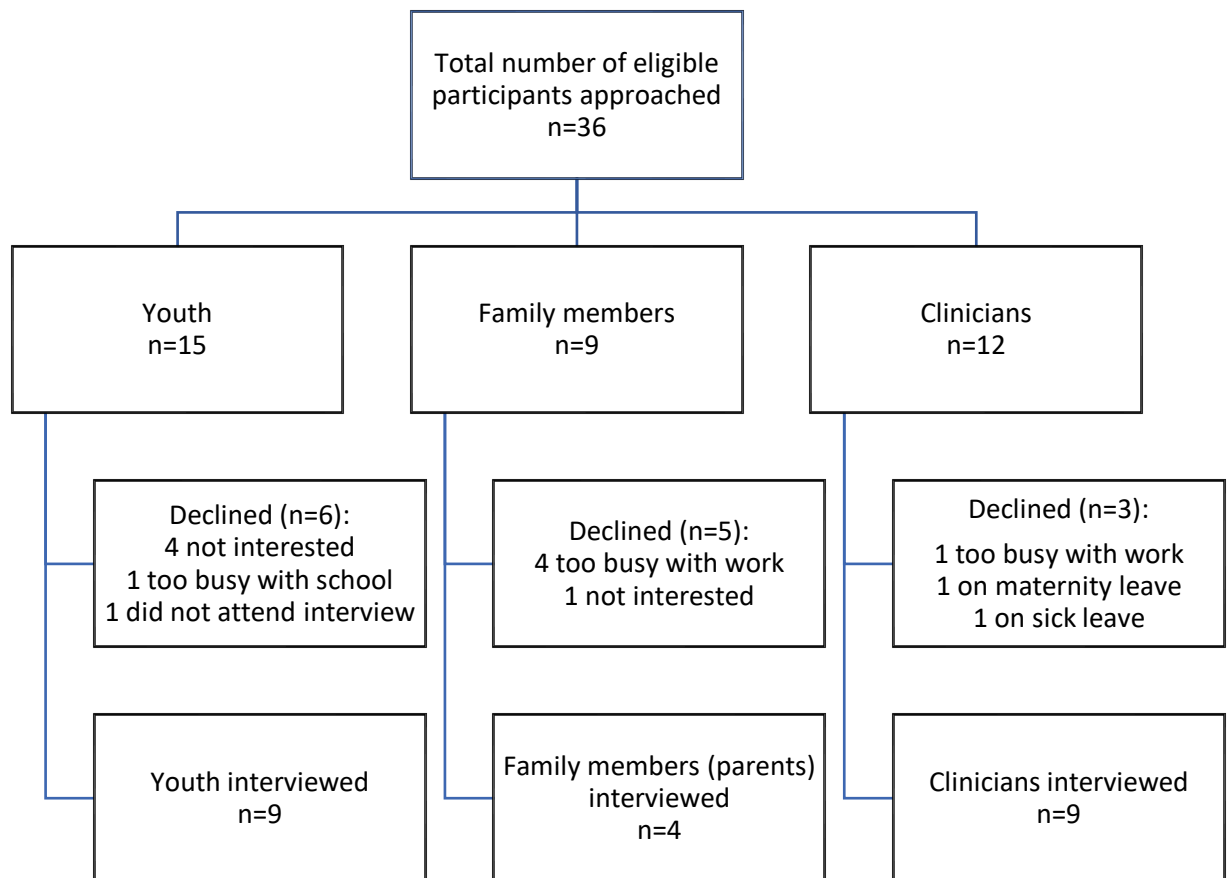 Total number of eligible
participants approached
n=36
Youth
n=15
Family members
n=9
Clinicians
n=12
Declined (n=6):
4 not interested
1 too busy with school
1 did not attend interview
Declined (n=5):
4 too busy with work
1 not interested
Declined (n=3):
1 too busy with work
1 on maternity leave
1 on sick leave
Youth interviewed
n=9
Family members (parents)
interviewed
n=4
Clinicians interviewed
n=9